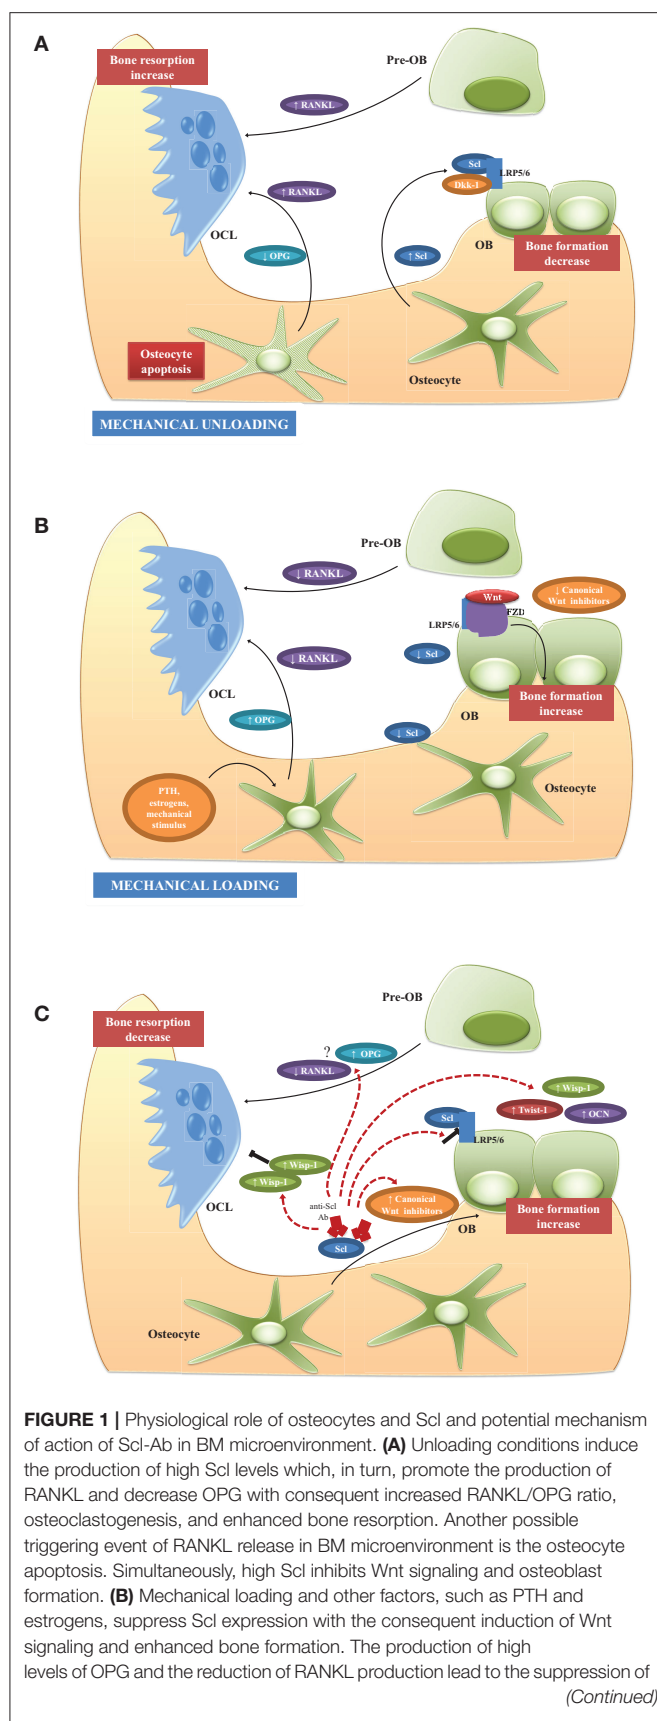 A
Bone resorption
increase
Pre-OB
↑ RANKL
Scl
LRP5/6
Dkk-1
↑ RANKL
OCL
↓ OPG
↑ Scl
OB
Bone formation
decrease
Osteocyte
apoptosis
Osteocyte
MECHANICAL UNLOADING
B
Pre-OB
↓ RANKL
Wnt
FZD
↓ Canonical
Wnt inhibitors
LRP5/6
↓ RANKL
↓ Scl
OCL
↑ OPG
OB
Bone formation
increase
↓ Scl
PTH,
estrogens,
mechanical
stimulus
Osteocyte
MECHANICAL LOADING
C
Pre-OB
Bone resorption
decrease
?
↑ OPG
↓ RANKL
↑ Wisp-1
↑ Twist-1
↑ OCN
Scl
LRP5/6
↑ Wisp-1
↑ Wisp-1
OCL
anti-Scl
Ab
↑ Canonical
Wnt inhibitors
Bone formation
increase
OB
Scl
Osteocyte
FIGURE 1 | Physiological role of osteocytes and Scl and potential mechanism
of action of Scl-Ab in BM microenvironment. (A) Unloading conditions induce
the production of high Scl levels which, in turn, promote the production of
RANKL and decrease OPG with consequent increased RANKL/OPG ratio,
osteoclastogenesis, and enhanced bone resorption. Another possible
triggering event of RANKL release in BM microenvironment is the osteocyte
apoptosis. Simultaneously, high Scl inhibits Wnt signaling and osteoblast
formation. (B) Mechanical loading and other factors, such as PTH and
estrogens, suppress Scl expression with the consequent induction of Wnt
signaling and enhanced bone formation. The production of high
levels of OPG and the reduction of RANKL production lead to the suppression of
(Continued)